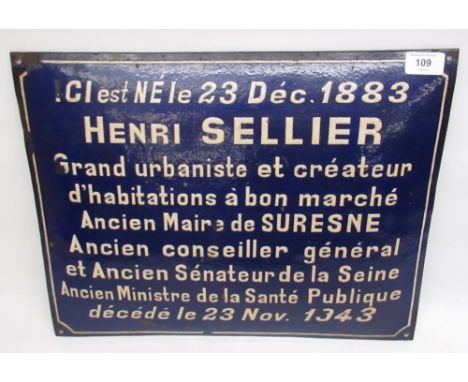 109
ICI est NÉ le 23 Déc. 1883
HENRI SELLIER
Grand urbaniste et créateur
d'habitations à bon marché
Ancien Maire de SURESNE
Ancien conseiller général
et Ancien Sénateur de la Seine
Ancien Ministre de la Santé Publique
décédé le 23 Nov. 1943